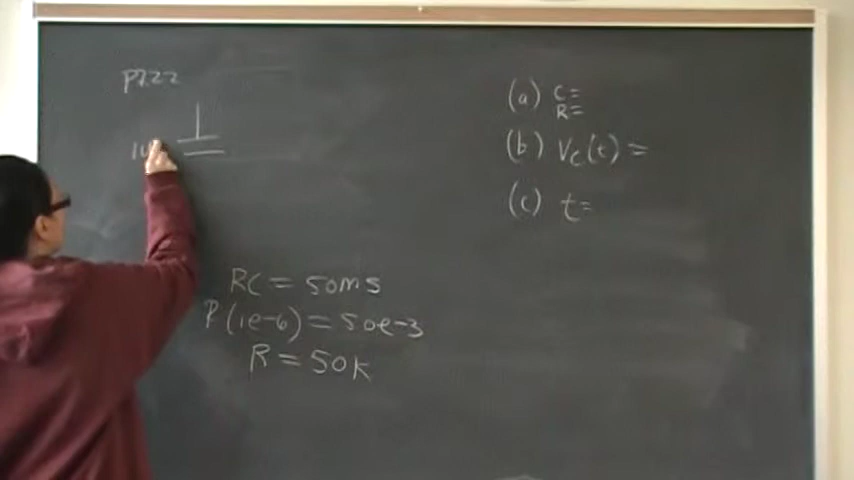 P7.22
(a) C=
R=
(b) Vc(t) =
(c) t=
RC = 50ms
R(1e-6) = 50e-3
R = 50k